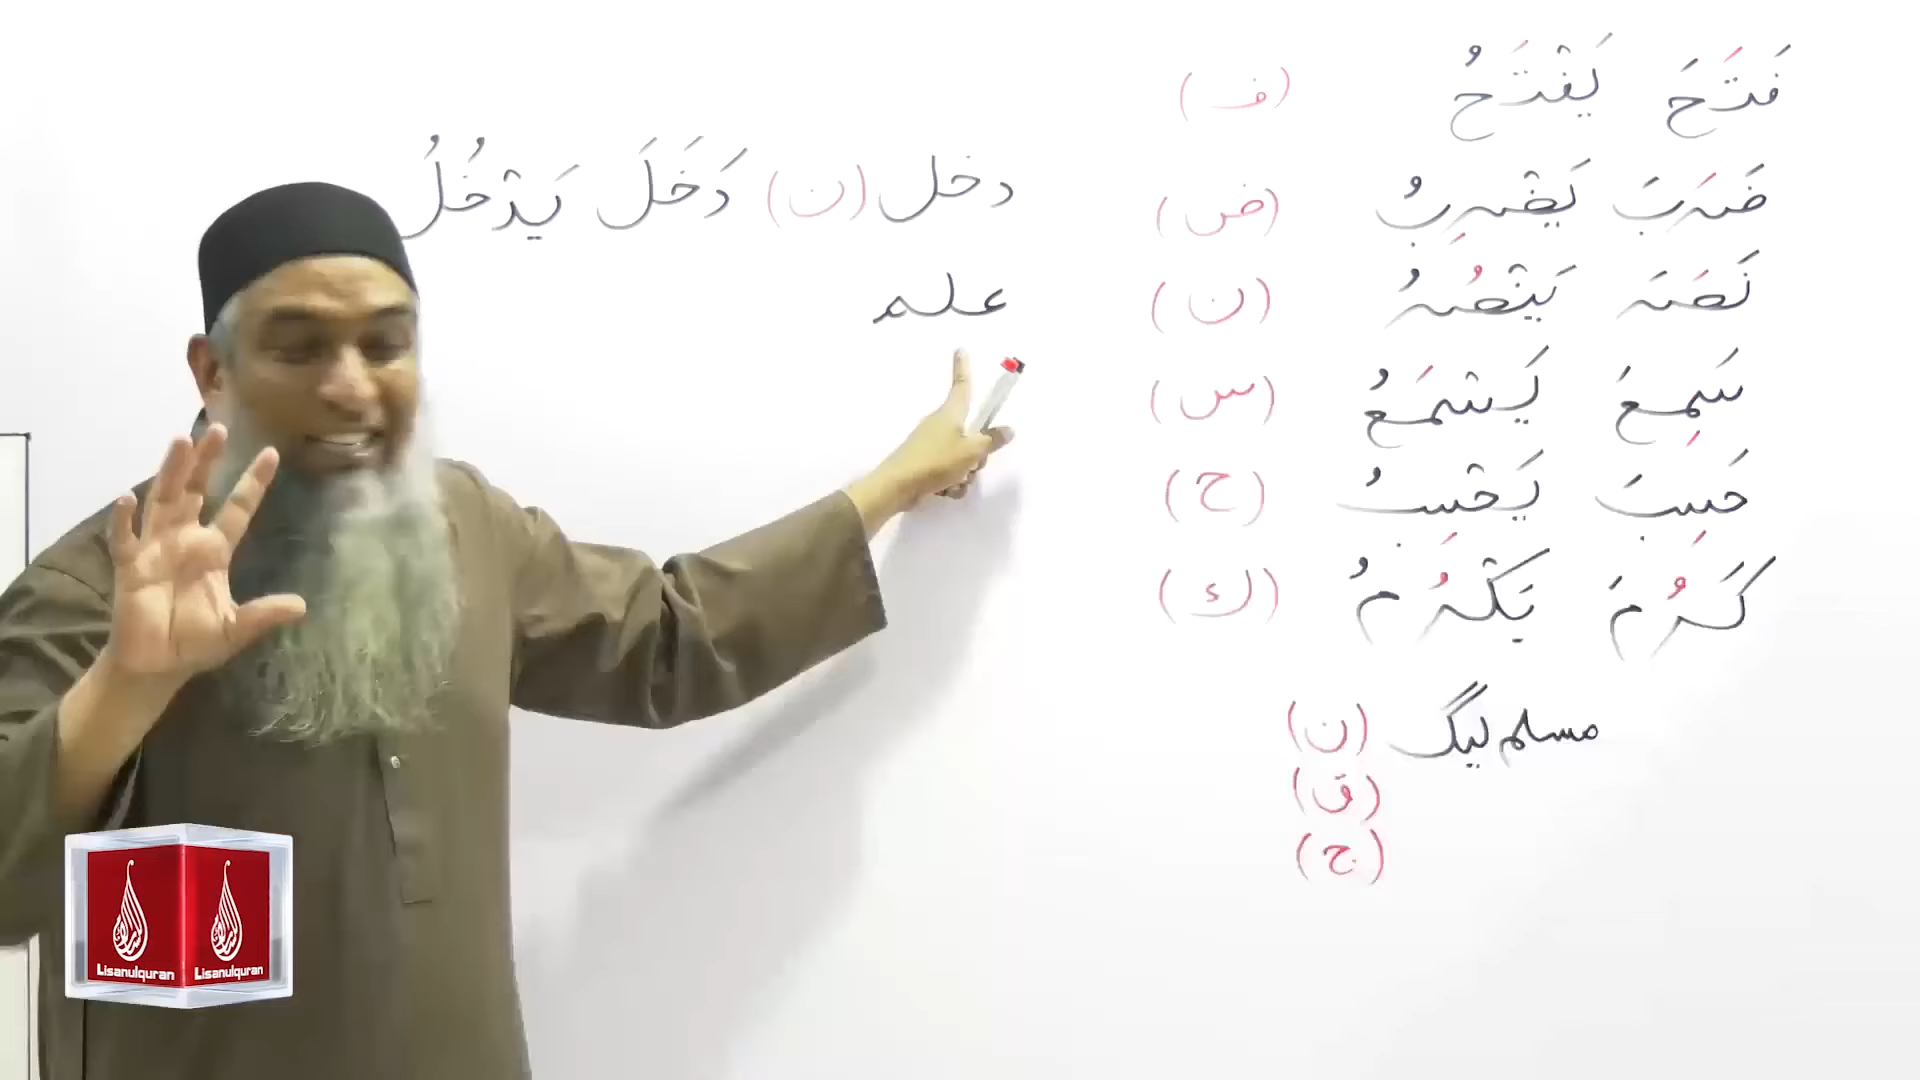 فَتَحَ يَفْتَحُ (ف)
ضَرَبَ يَضْرِبُ (ض)
نَصَرَ يَنْصُرُ (ن)
سَمِعَ يَسْمَعُ (س)
حَسِبَ يَحْسِبُ (ح)
كَرُمَ يَكْرُمُ (ك)
مسلم لیگ (ن)
(ق)
(ج)
دخل (ن) دَخَلَ يَدْخُلُ
علم
Lisanulquran
Lisanulquran